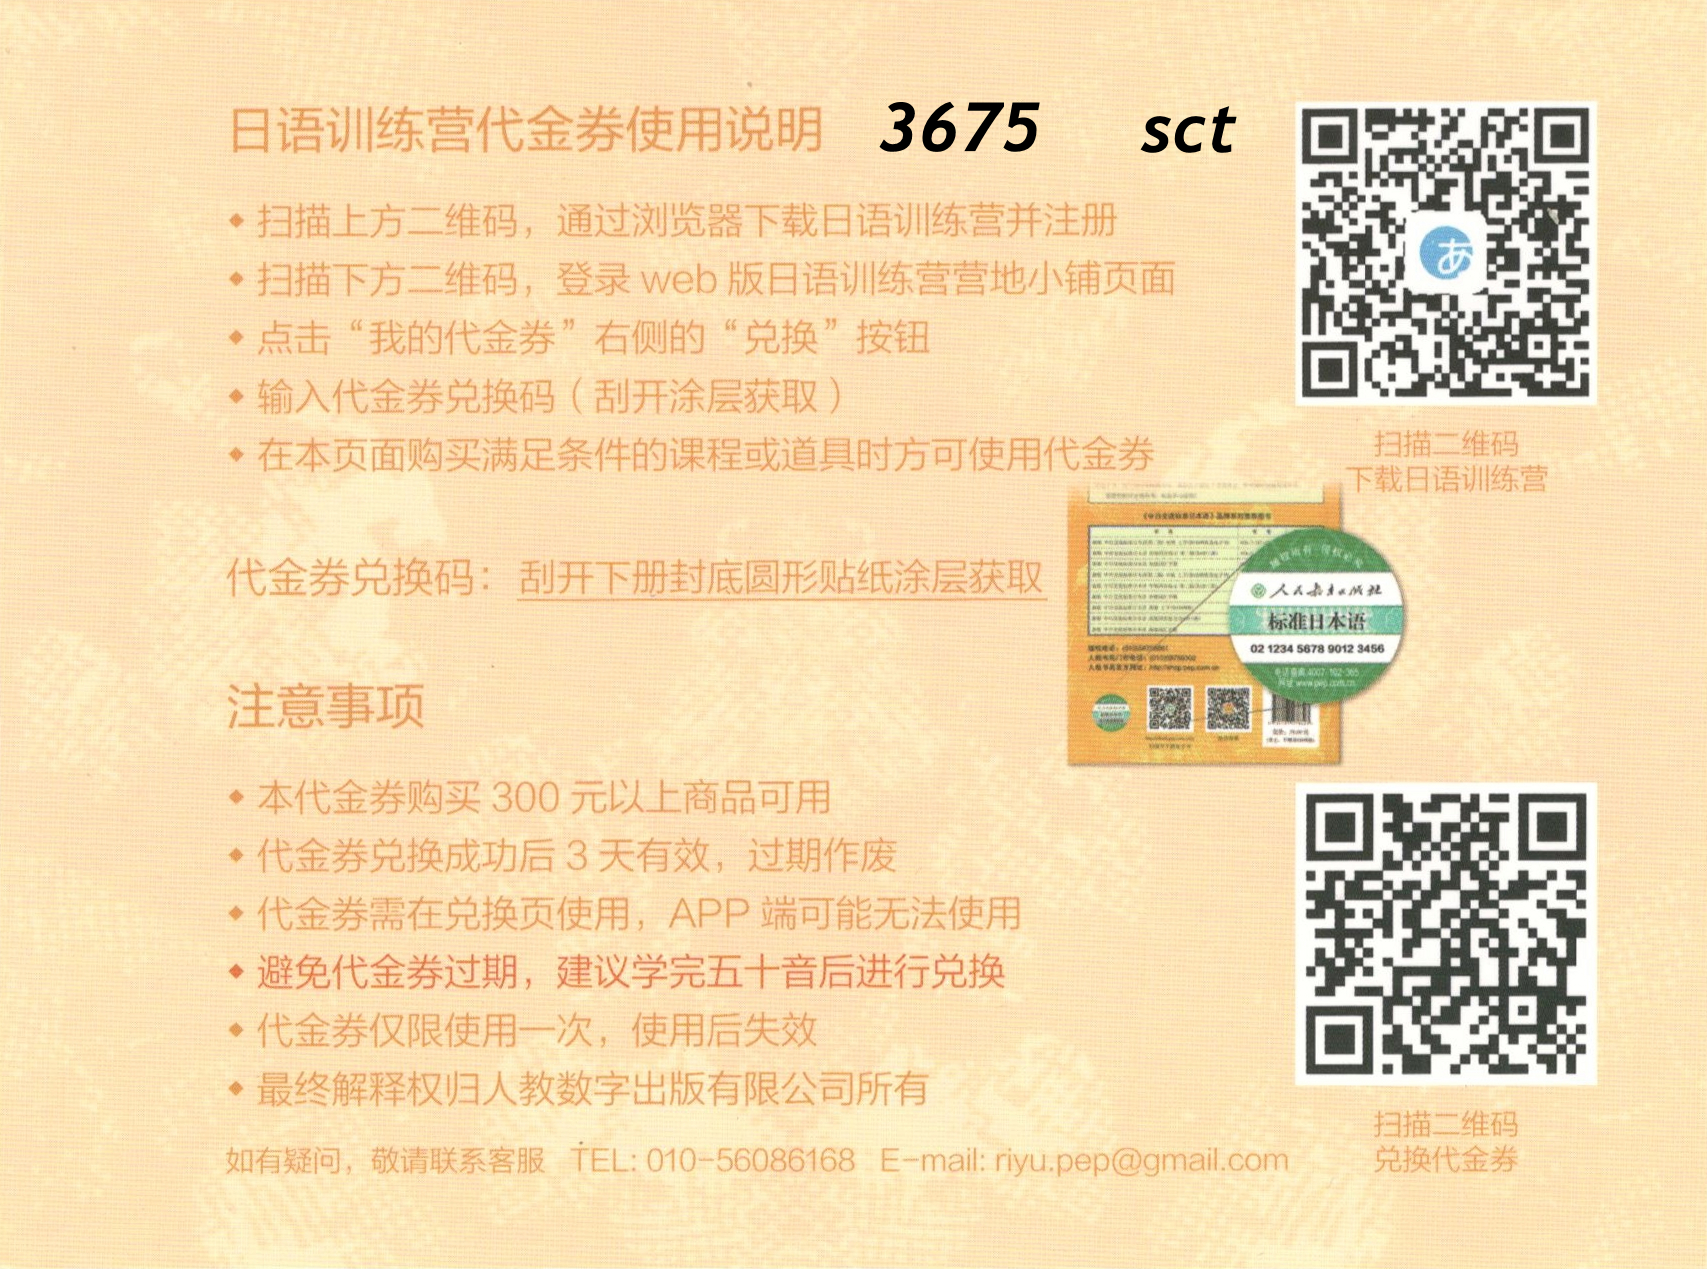 日语训练营代金券使用说明 3675 sct
◆ 扫描上方二维码，通过浏览器下载日语训练营并注册
◆ 扫描下方二维码，登录 web 版日语训练营营地小铺页面
◆ 点击“我的代金券”右侧的“兑换”按钮
◆ 输入代金券兑换码（刮开涂层获取）
◆ 在本页面购买满足条件的课程或道具时方可使用代金券
あ
扫描二维码
下载日语训练营
代金券兑换码：刮开下册封底圆形贴纸涂层获取
人民教育出版社
标准日本语
02 1234 5678 9012 3456
注意事项
◆ 本代金券购买 300 元以上商品可用
◆ 代金券兑换成功后 3 天有效，过期作废
◆ 代金券需在兑换页使用，APP 端可能无法使用
◆ 避免代金券过期，建议学完五十音后进行兑换
◆ 代金券仅限使用一次，使用后失效
◆ 最终解释权归人教数字出版有限公司所有
如有疑问，敬请联系客服 TEL: 010-56086168 E-mail: riyu.pep@gmail.com
扫描二维码
兑换代金券